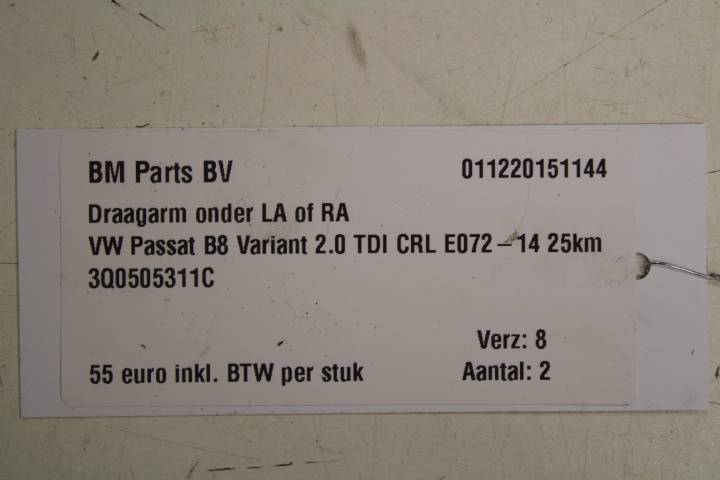 BM Parts BV 011220151144
Draagarm onder LA of RA
VW Passat B8 Variant 2.0 TDI CRL E072 – 14 25km
3Q0505311C
Verz: 8
55 euro inkl. BTW per stuk Aantal: 2